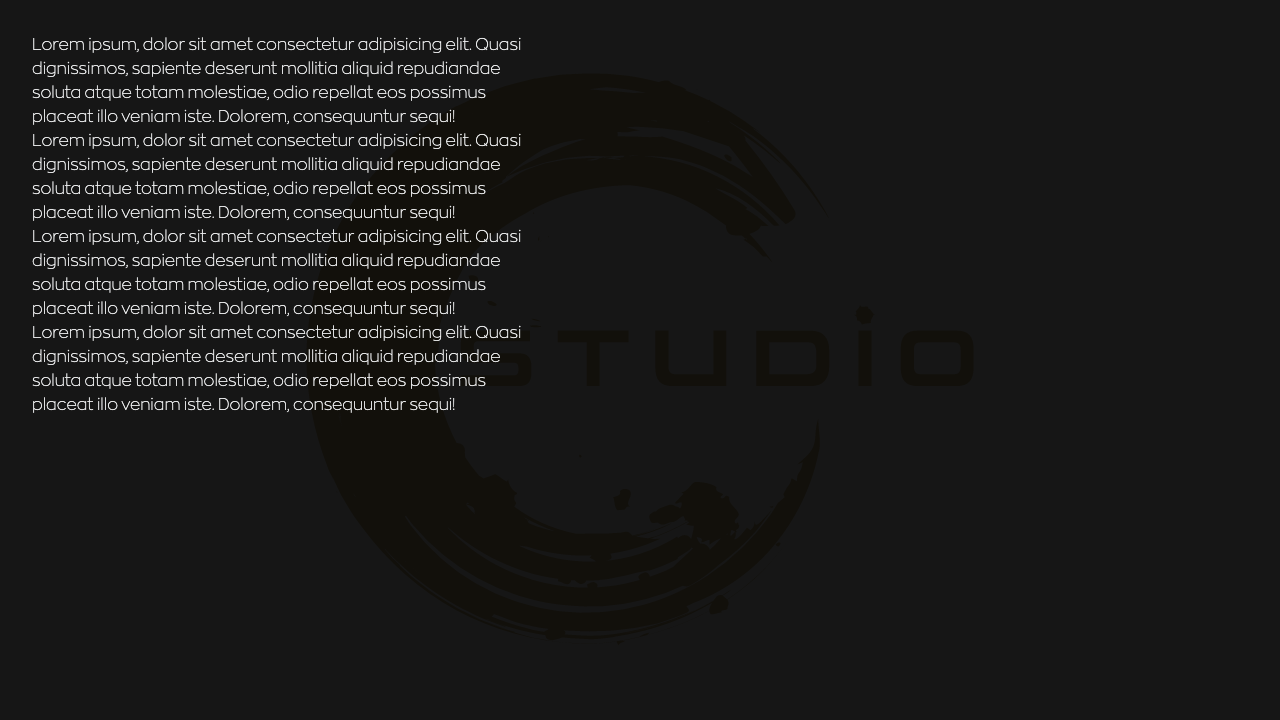 Lorem ipsum, dolor sit amet consectetur adipisicing elit. Quasi
dignissimos, sapiente deserunt mollitia aliquid repudiandae
soluta atque totam molestiae, odio repellat eos possimus
placeat illo veniam iste. Dolorem, consequuntur sequi!
Lorem ipsum, dolor sit amet consectetur adipisicing elit. Quasi
dignissimos, sapiente deserunt mollitia aliquid repudiandae
soluta atque totam molestiae, odio repellat eos possimus
placeat illo veniam iste. Dolorem, consequuntur sequi!
Lorem ipsum, dolor sit amet consectetur adipisicing elit. Quasi
dignissimos, sapiente deserunt mollitia aliquid repudiandae
soluta atque totam molestiae, odio repellat eos possimus
placeat illo veniam iste. Dolorem, consequuntur sequi!
Lorem ipsum, dolor sit amet consectetur adipisicing elit. Quasi
dignissimos, sapiente deserunt mollitia aliquid repudiandae
soluta atque totam molestiae, odio repellat eos possimus
placeat illo veniam iste. Dolorem, consequuntur sequi!
STUDiO